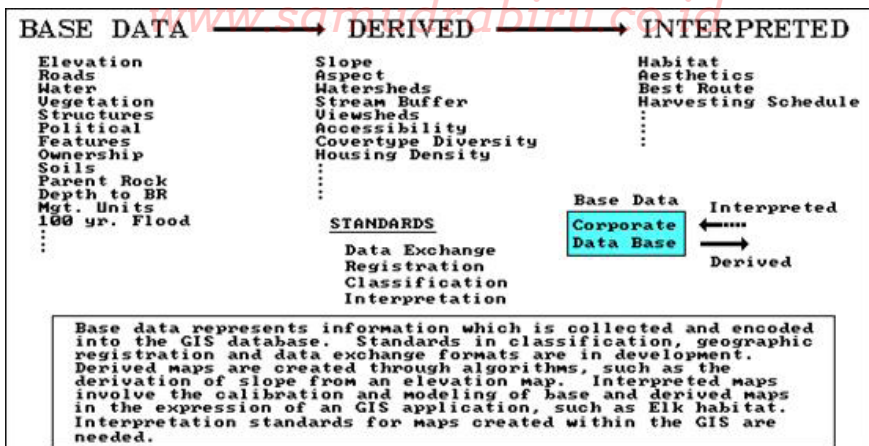 www.samudrabiru.co.id
BASE DATA DERIVED INTERPRETED
Elevation
Roads
Water
Vegetation
Structures
Political
Features
Ownership
Soils
Parent Rock
Depth to BR
Mgt. Units
100 yr. Flood
Slope
Aspect
Watersheds
Stream Buffer
Viewsheds
Accessibility
Covertype Diversity
Housing Density
Habitat
Aesthetics
Best Route
Harvesting Schedule
STANDARDS
Data Exchange
Registration
Classification
Interpretation
Base Data
Corporate
Data Base
Interpreted
Derived
Base data represents information which is collected and encoded
into the GIS database. Standards in classification, geographic
registration and data exchange formats are in development.
Derived maps are created through algorithms, such as the
derivation of slope from an elevation map. Interpreted maps
involve the calibration and modeling of base and derived maps
in the expression of an GIS application, such as Elk habitat.
Interpretation standards for maps created within the GIS are
needed.